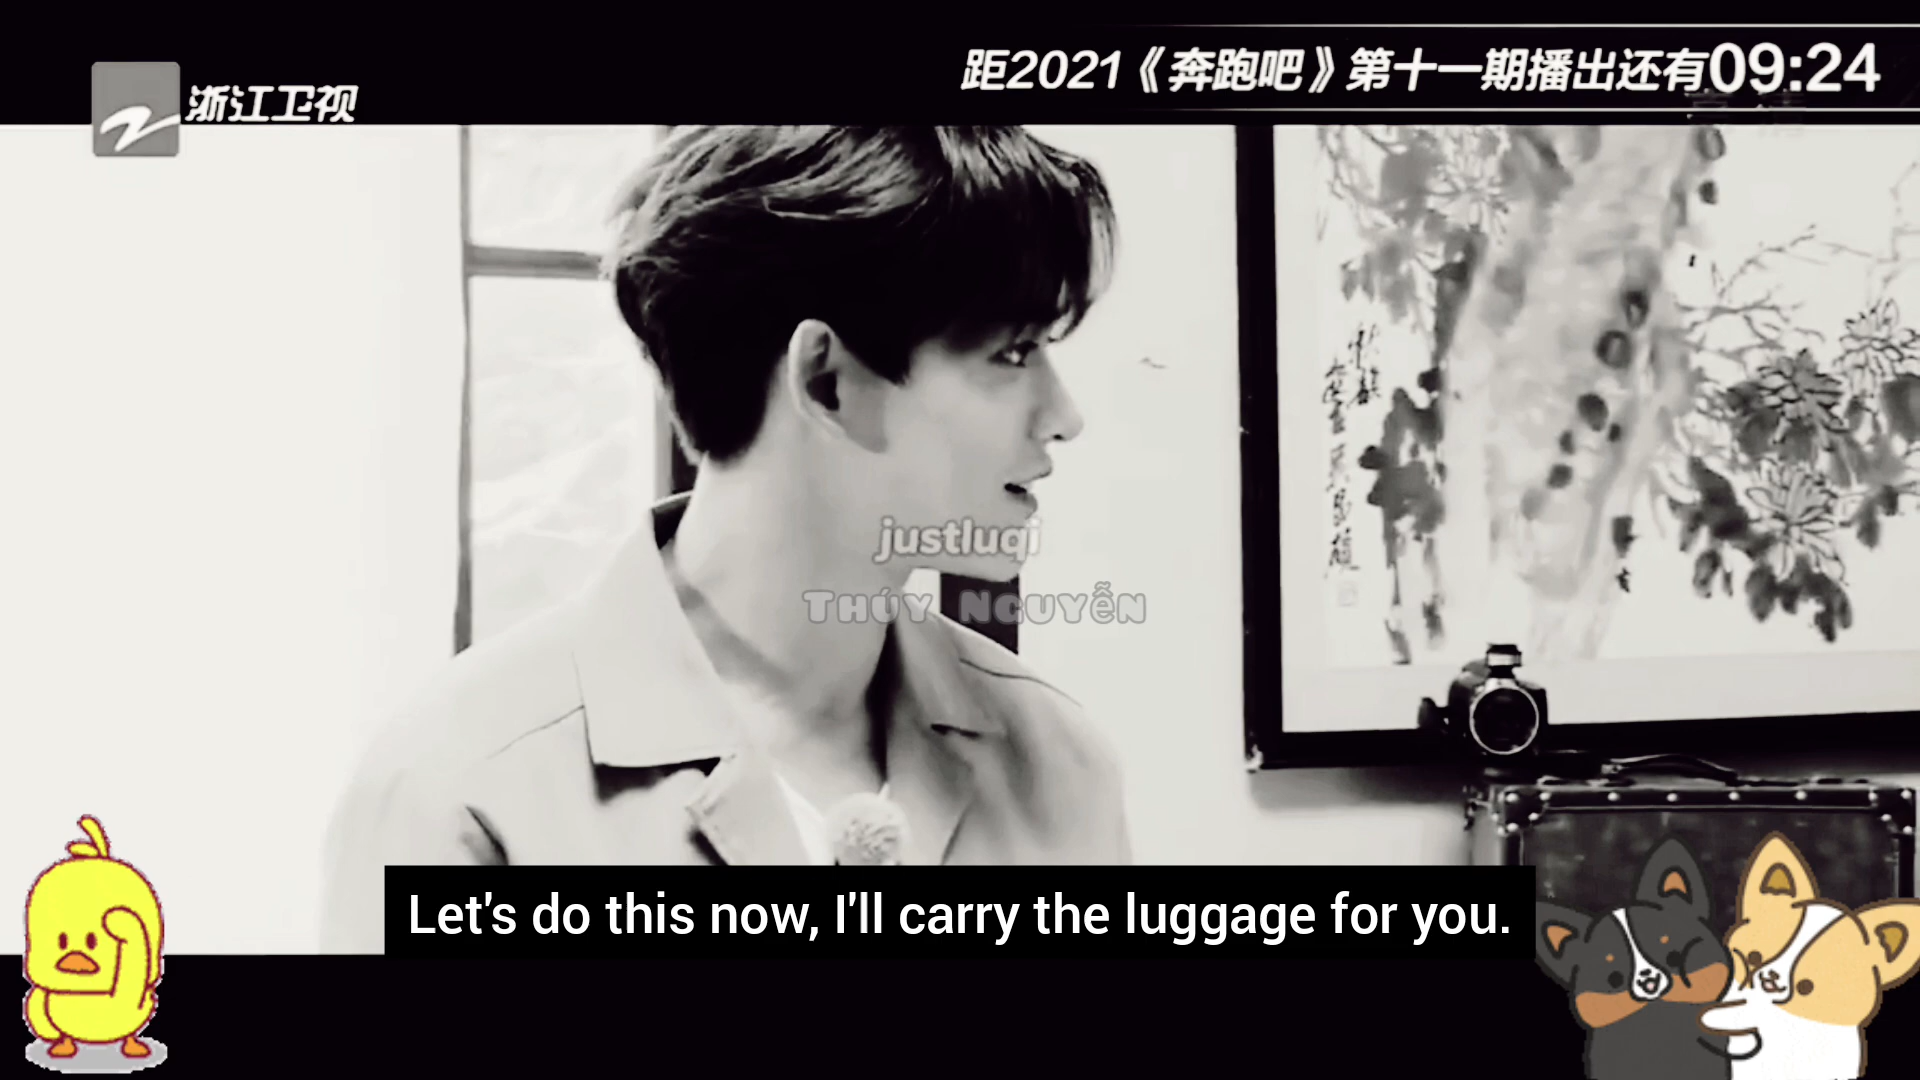 距2021《奔跑吧》第十一期播出还有09:24
浙江卫视
justluqi
Thúy Nguyễn
Let's do this now, I'll carry the luggage for you.